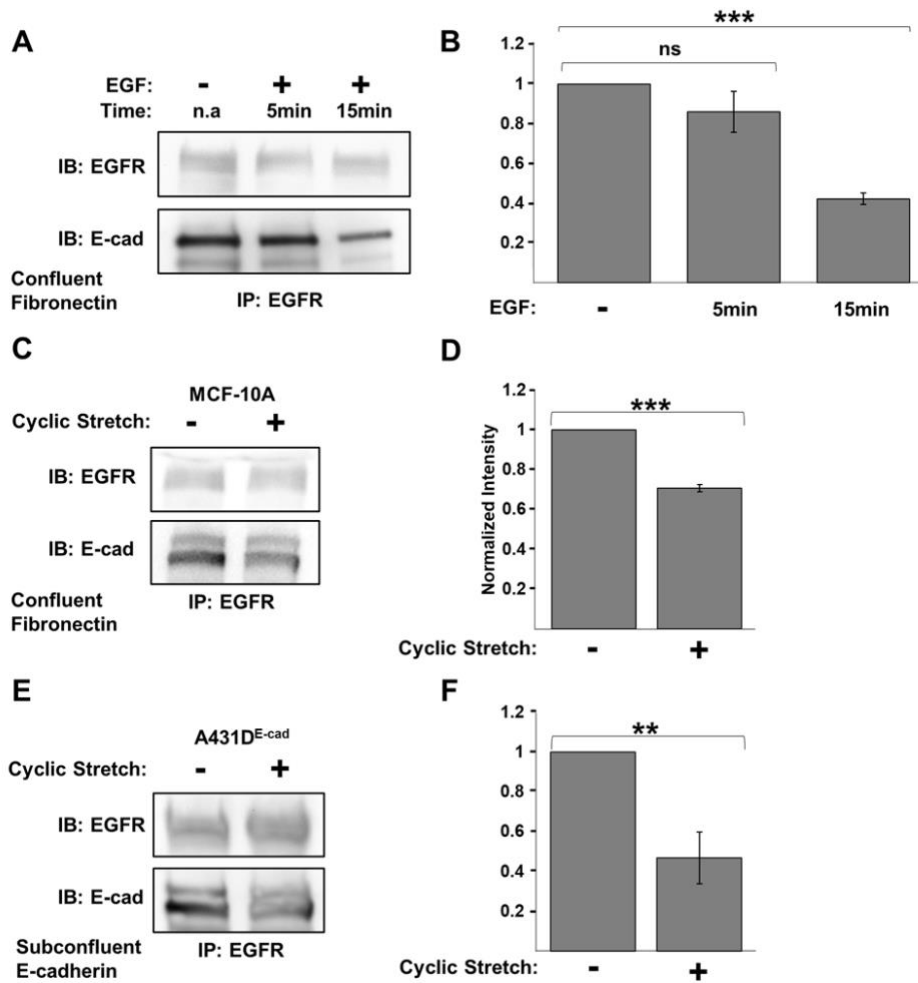 A
EGF: - + +
Time: n.a 5min 15min
IB: EGFR
IB: E-cad
Confluent
Fibronectin
IP: EGFR
B
***
ns
1.2
1
0.8
0.6
0.4
0.2
EGF: - 5min 15min
C
MCF-10A
Cyclic Stretch: - +
IB: EGFR
IB: E-cad
Confluent
Fibronectin
IP: EGFR
D
***
1.2
1
0.8
0.6
0.4
0.2
Normalized Intensity
Cyclic Stretch: - +
E
A431DE-cad
Cyclic Stretch: - +
IB: EGFR
IB: E-cad
Subconfluent
E-cadherin
IP: EGFR
F
**
1.2
1
0.8
0.6
0.4
0.2
Cyclic Stretch: - +